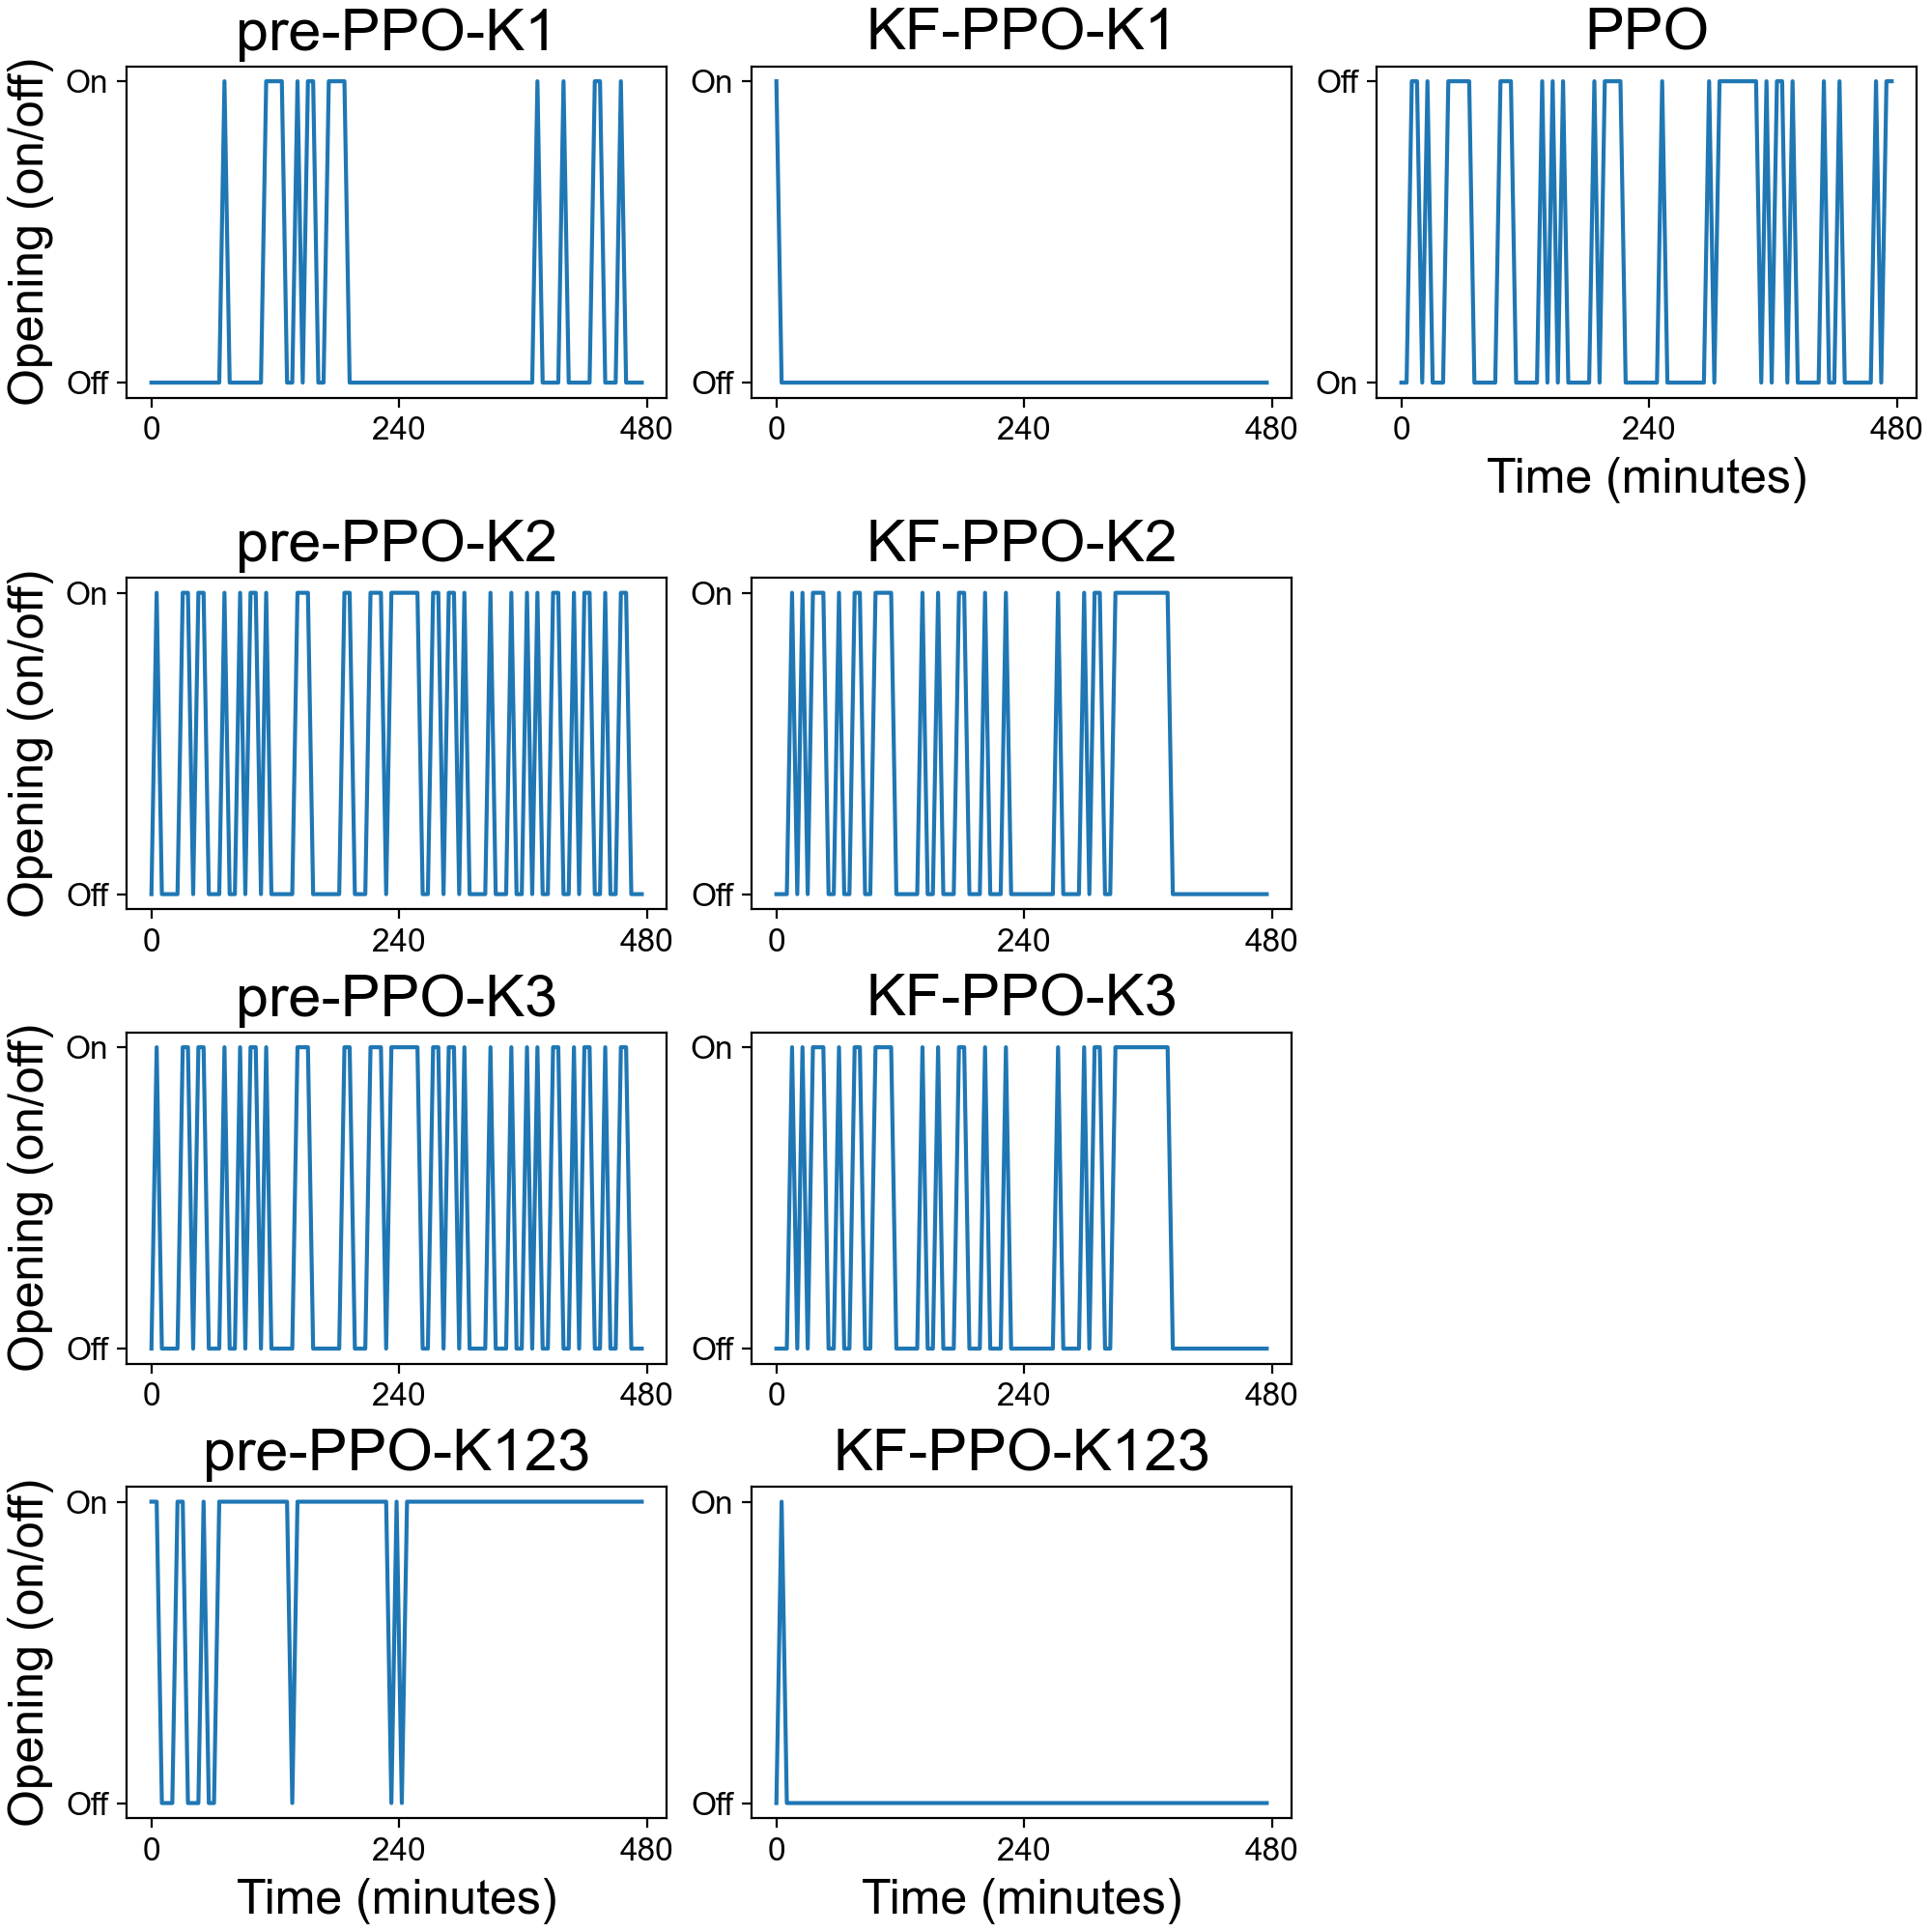 pre-PPO-K1
KF-PPO-K1
PPO
Opening (on/off)
On
Off
0 240 480
On
Off
0 240 480
Off
On
0 240 480
Time (minutes)
pre-PPO-K2
KF-PPO-K2
Opening (on/off)
On
Off
0 240 480
On
Off
0 240 480
pre-PPO-K3
KF-PPO-K3
Opening (on/off)
On
Off
0 240 480
On
Off
0 240 480
pre-PPO-K123
KF-PPO-K123
Opening (on/off)
On
Off
0 240 480
Time (minutes)
On
Off
0 240 480
Time (minutes)